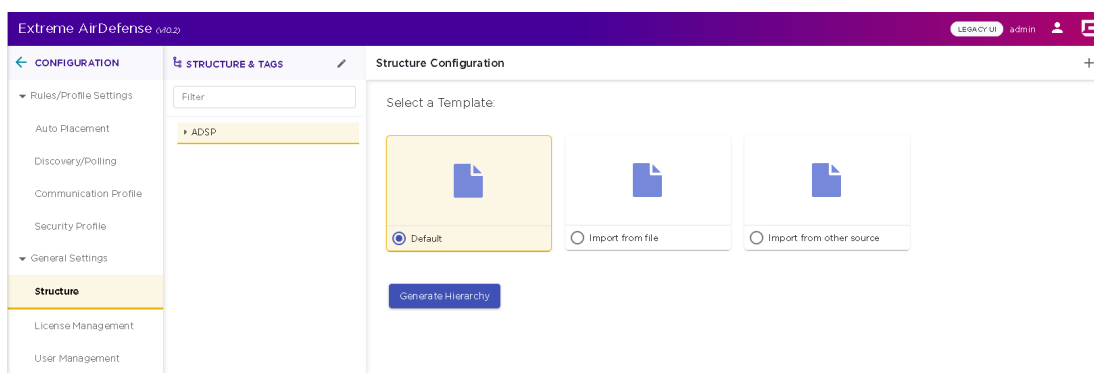 Extreme AirDefense (v10.2)
LEGACY UI admin
CONFIGURATION
Rules/Profile Settings
Auto Placement
Discovery/Polling
Communication Profile
Security Profile
General Settings
Structure
License Management
User Management
STRUCTURE & TAGS
Filter
ADSP
Structure Configuration
Select a Template:
Default
Import from file
Import from other source
Generate Hierarchy